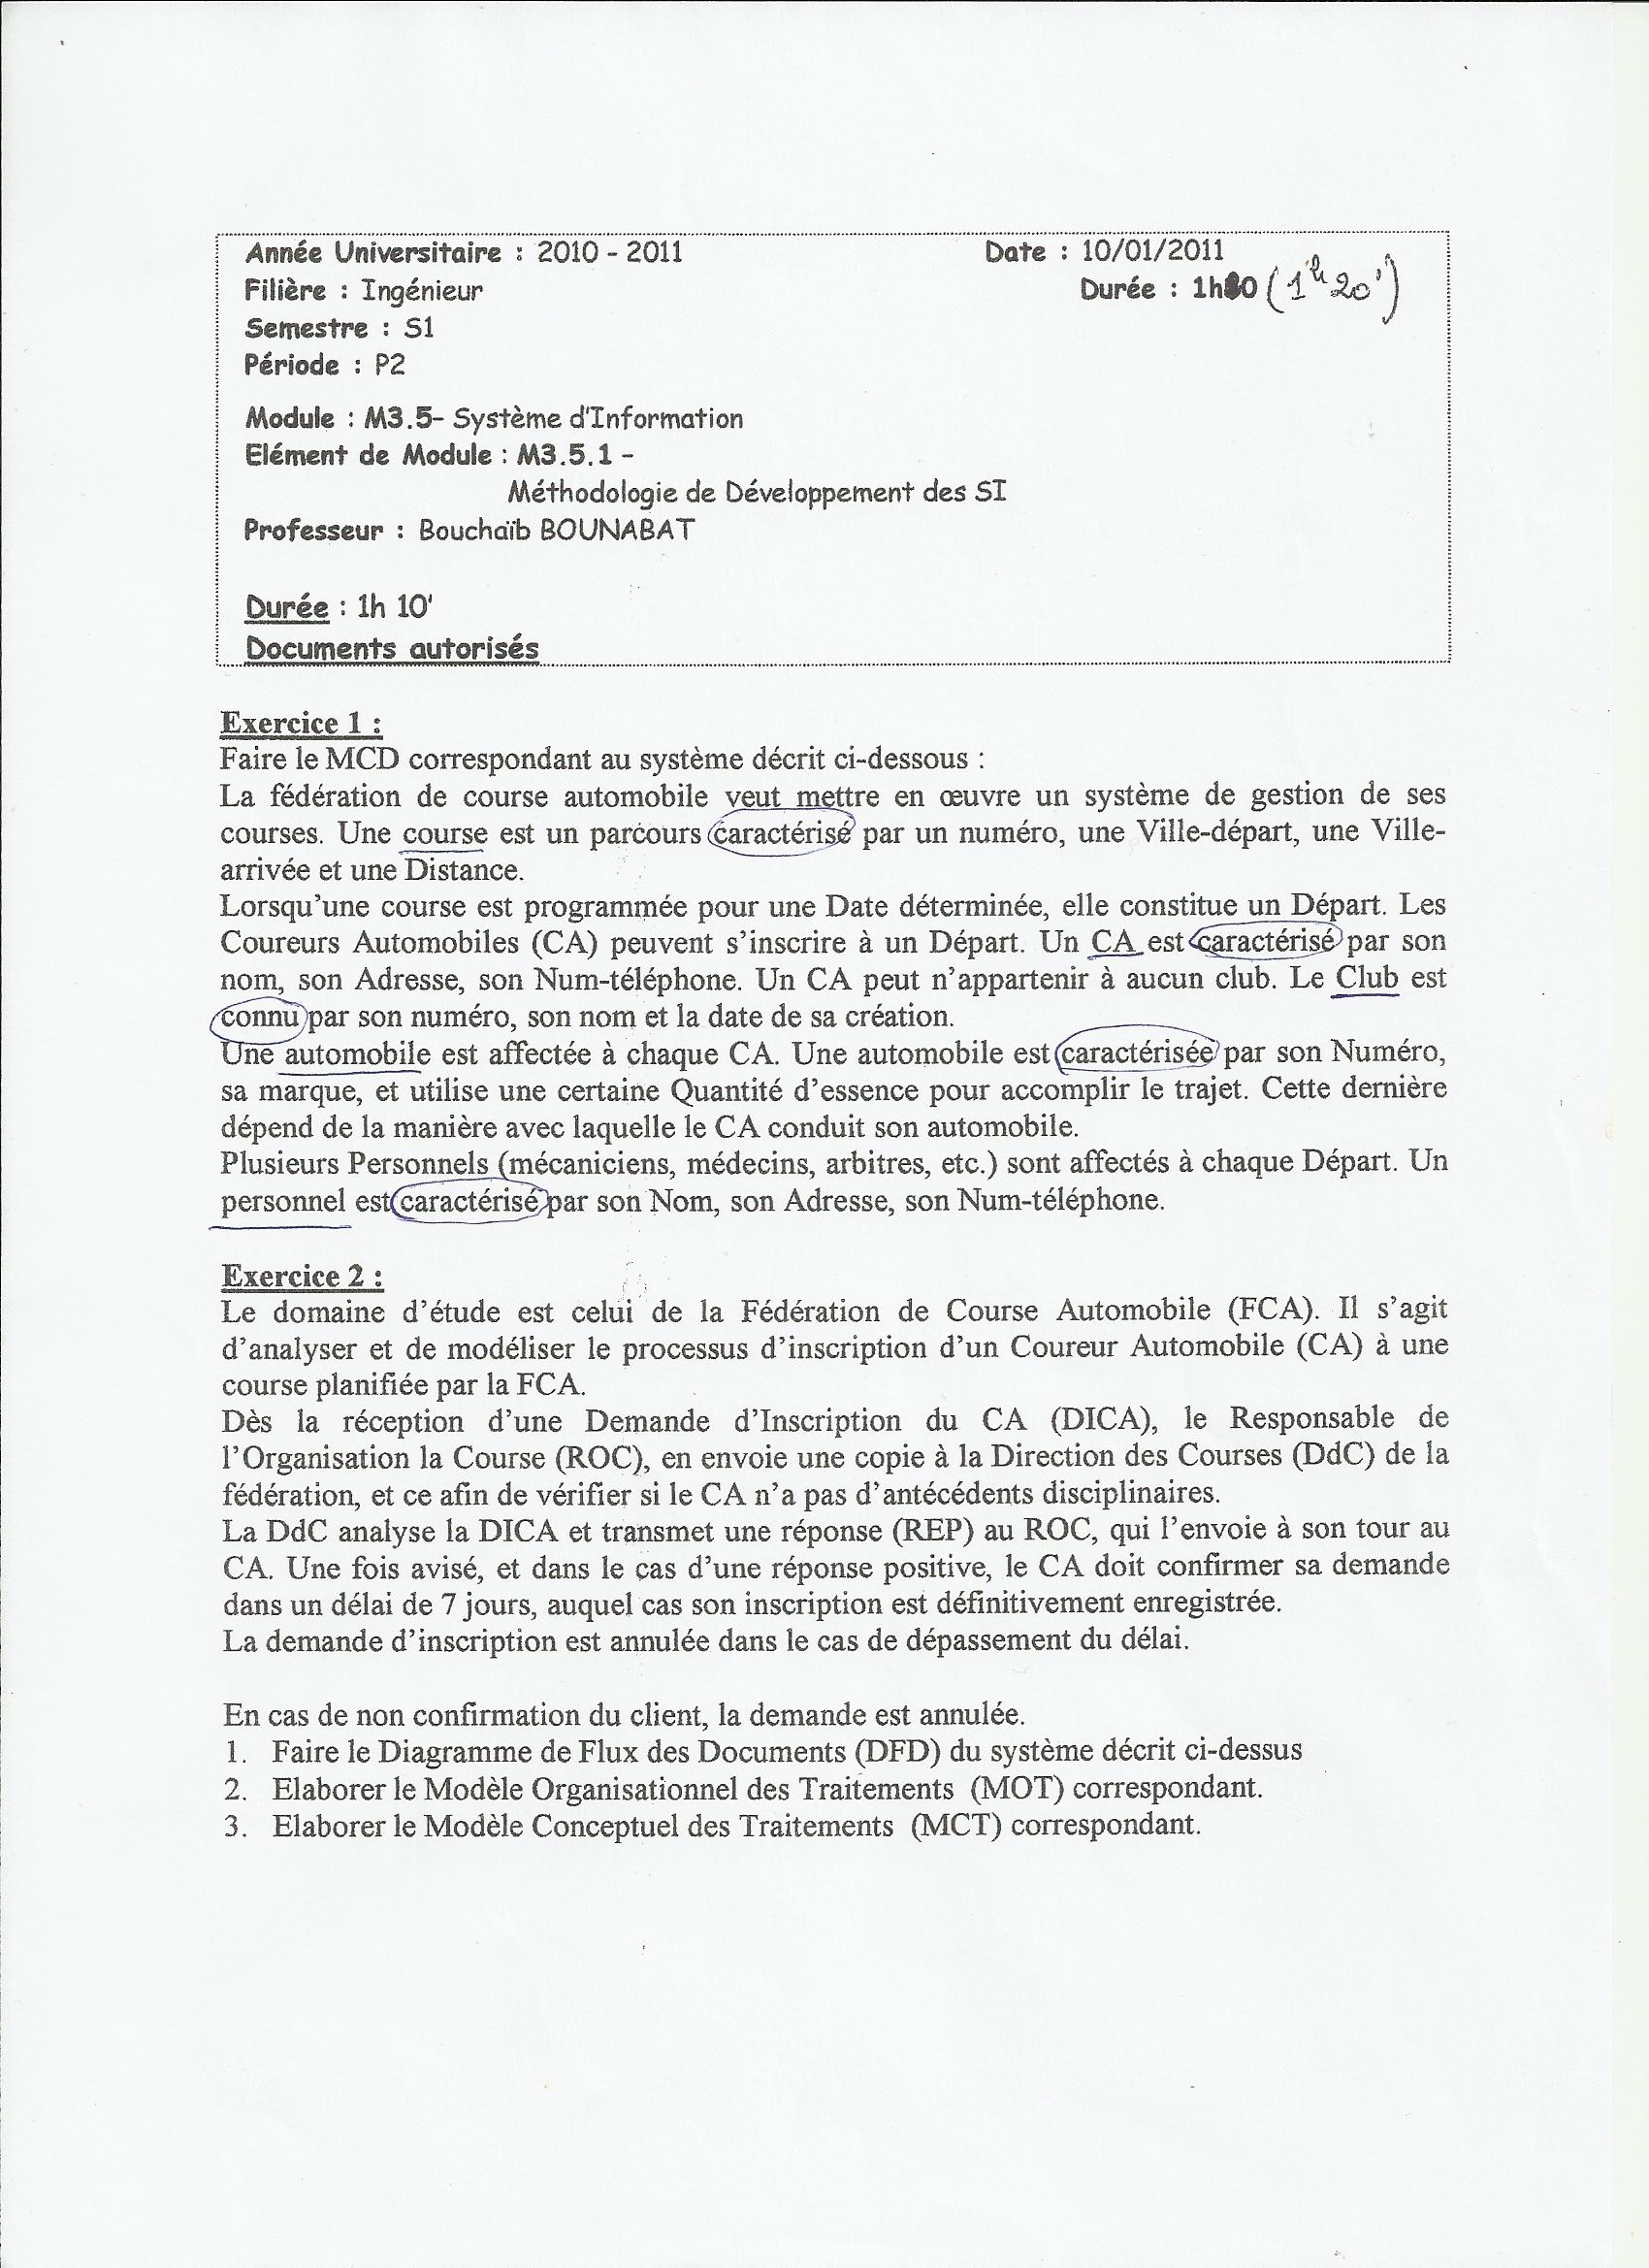 Année Universitaire : 2010 - 2011 Date : 10/01/2011
Filière : Ingénieur Durée : 1h20 (1h 20')
Semestre : S1
Période : P2
Module : M3.5- Système d'Information
Elément de Module : M3.5.1 -
Méthodologie de Développement des SI
Professeur : Bouchaïb BOUNABAT
Durée : 1h 10'
Documents autorisés
Exercice 1 :
Faire le MCD correspondant au système décrit ci-dessous :
La fédération de course automobile veut mettre en œuvre un système de gestion de ses
courses. Une course est un parcours caractérisé par un numéro, une Ville-départ, une Ville-
arrivée et une Distance.
Lorsqu'une course est programmée pour une Date déterminée, elle constitue un Départ. Les
Coureurs Automobiles (CA) peuvent s'inscrire à un Départ. Un CA est caractérisé par son
nom, son Adresse, son Num-téléphone. Un CA peut n'appartenir à aucun club. Le Club est
connu par son numéro, son nom et la date de sa création.
Une automobile est affectée à chaque CA. Une automobile est caractérisée par son Numéro,
sa marque, et utilise une certaine Quantité d'essence pour accomplir le trajet. Cette dernière
dépend de la manière avec laquelle le CA conduit son automobile.
Plusieurs Personnels (mécaniciens, médecins, arbitres, etc.) sont affectés à chaque Départ. Un
personnel est caractérisé par son Nom, son Adresse, son Num-téléphone.
Exercice 2 :
Le domaine d'étude est celui de la Fédération de Course Automobile (FCA). Il s'agit
d'analyser et de modéliser le processus d'inscription d'un Coureur Automobile (CA) à une
course planifiée par la FCA.
Dès la réception d'une Demande d'Inscription du CA (DICA), le Responsable de
l'Organisation la Course (ROC), en envoie une copie à la Direction des Courses (DdC) de la
fédération, et ce afin de vérifier si le CA n'a pas d'antécédents disciplinaires.
La DdC analyse la DICA et transmet une réponse (REP) au ROC, qui l'envoie à son tour au
CA. Une fois avisé, et dans le cas d'une réponse positive, le CA doit confirmer sa demande
dans un délai de 7 jours, auquel cas son inscription est définitivement enregistrée.
La demande d'inscription est annulée dans le cas de dépassement du délai.
En cas de non confirmation du client, la demande est annulée.
1. Faire le Diagramme de Flux des Documents (DFD) du système décrit ci-dessus
2. Elaborer le Modèle Organisationnel des Traitements (MOT) correspondant.
3. Elaborer le Modèle Conceptuel des Traitements (MCT) correspondant.